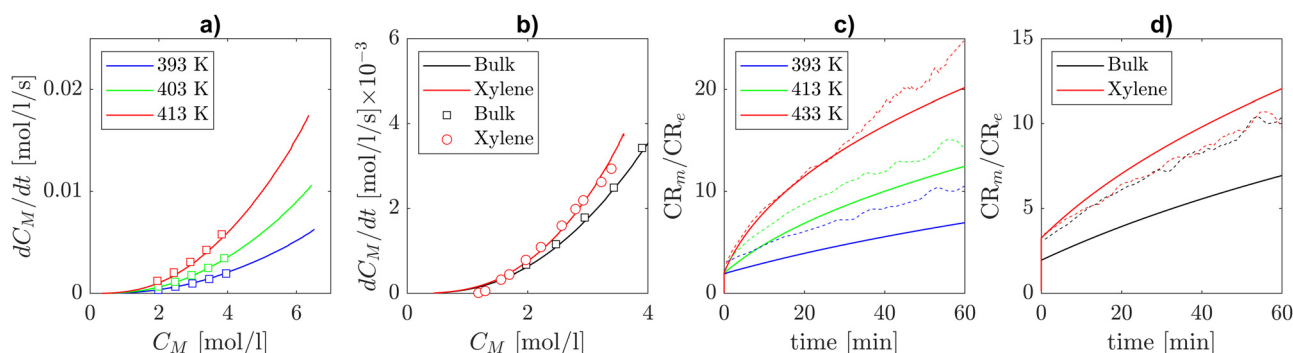 a)
dC_M/dt [mol/l/s]
0.02
0.01
0
393 K
403 K
413 K
0 2 4 6
C_M [mol/l]
b)
dC_M/dt [mol/l/s]×10⁻³
6
4
2
0
Bulk
Xylene
Bulk
Xylene
0 2 4
C_M [mol/l]
c)
CR_m/CR_e
20
10
0
393 K
413 K
433 K
0 20 40 60
time [min]
d)
CR_m/CR_e
15
10
5
0
Bulk
Xylene
0 20 40 60
time [min]